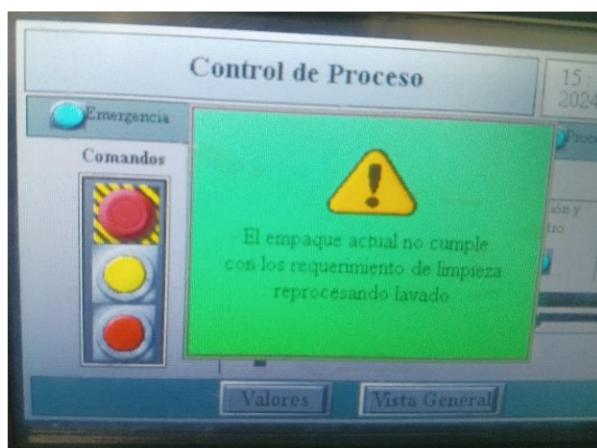 Control de Proceso
15:
2024
Emergencia
Comandos
El empaque actual no cumple
con los requerimiento de limpieza
reprocesando lavado
Valores
Vista General